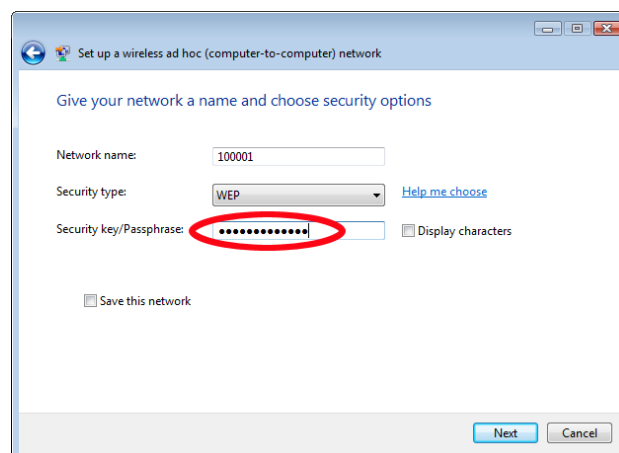 Set up a wireless ad hoc (computer-to-computer) network
Give your network a name and choose security options
Network name: 100001
Security type: WEP Help me choose
Security key/Passphrase: ●●●●●●●●●●●●● Display characters
Save this network
Next Cancel